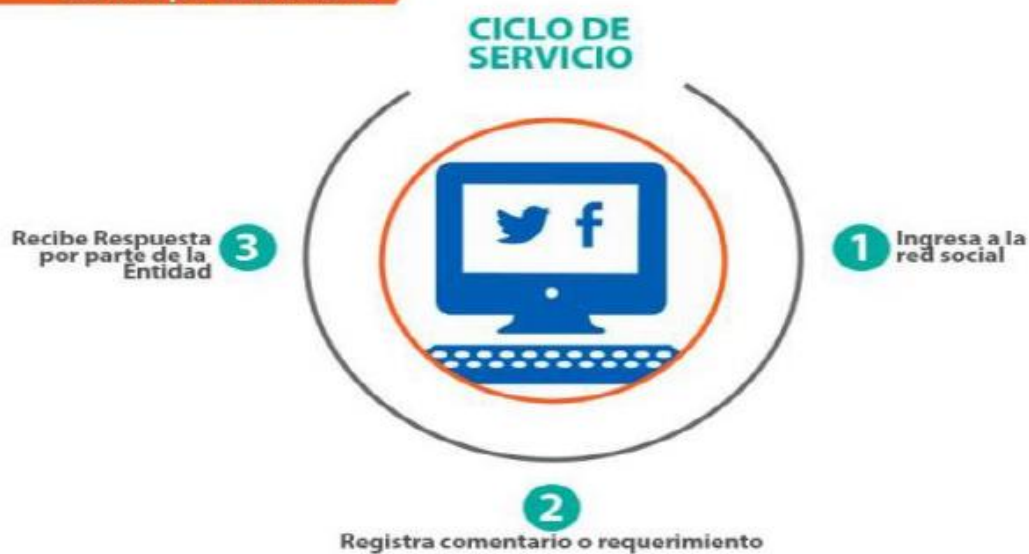 CICLO DE
SERVICIO
1 Ingresa a la
red social
2
Registra comentario o requerimiento
3 Recibe Respuesta
por parte de la
Entidad